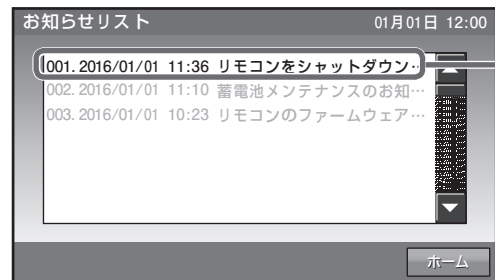 お知らせリスト 01月01日 12:00
001. 2016/01/01 11:36 リモコンをシャットダウン…
002. 2016/01/01 11:10 蓄電池メンテナンスのお知…
003. 2016/01/01 10:23 リモコンのファームウェア…
ホーム